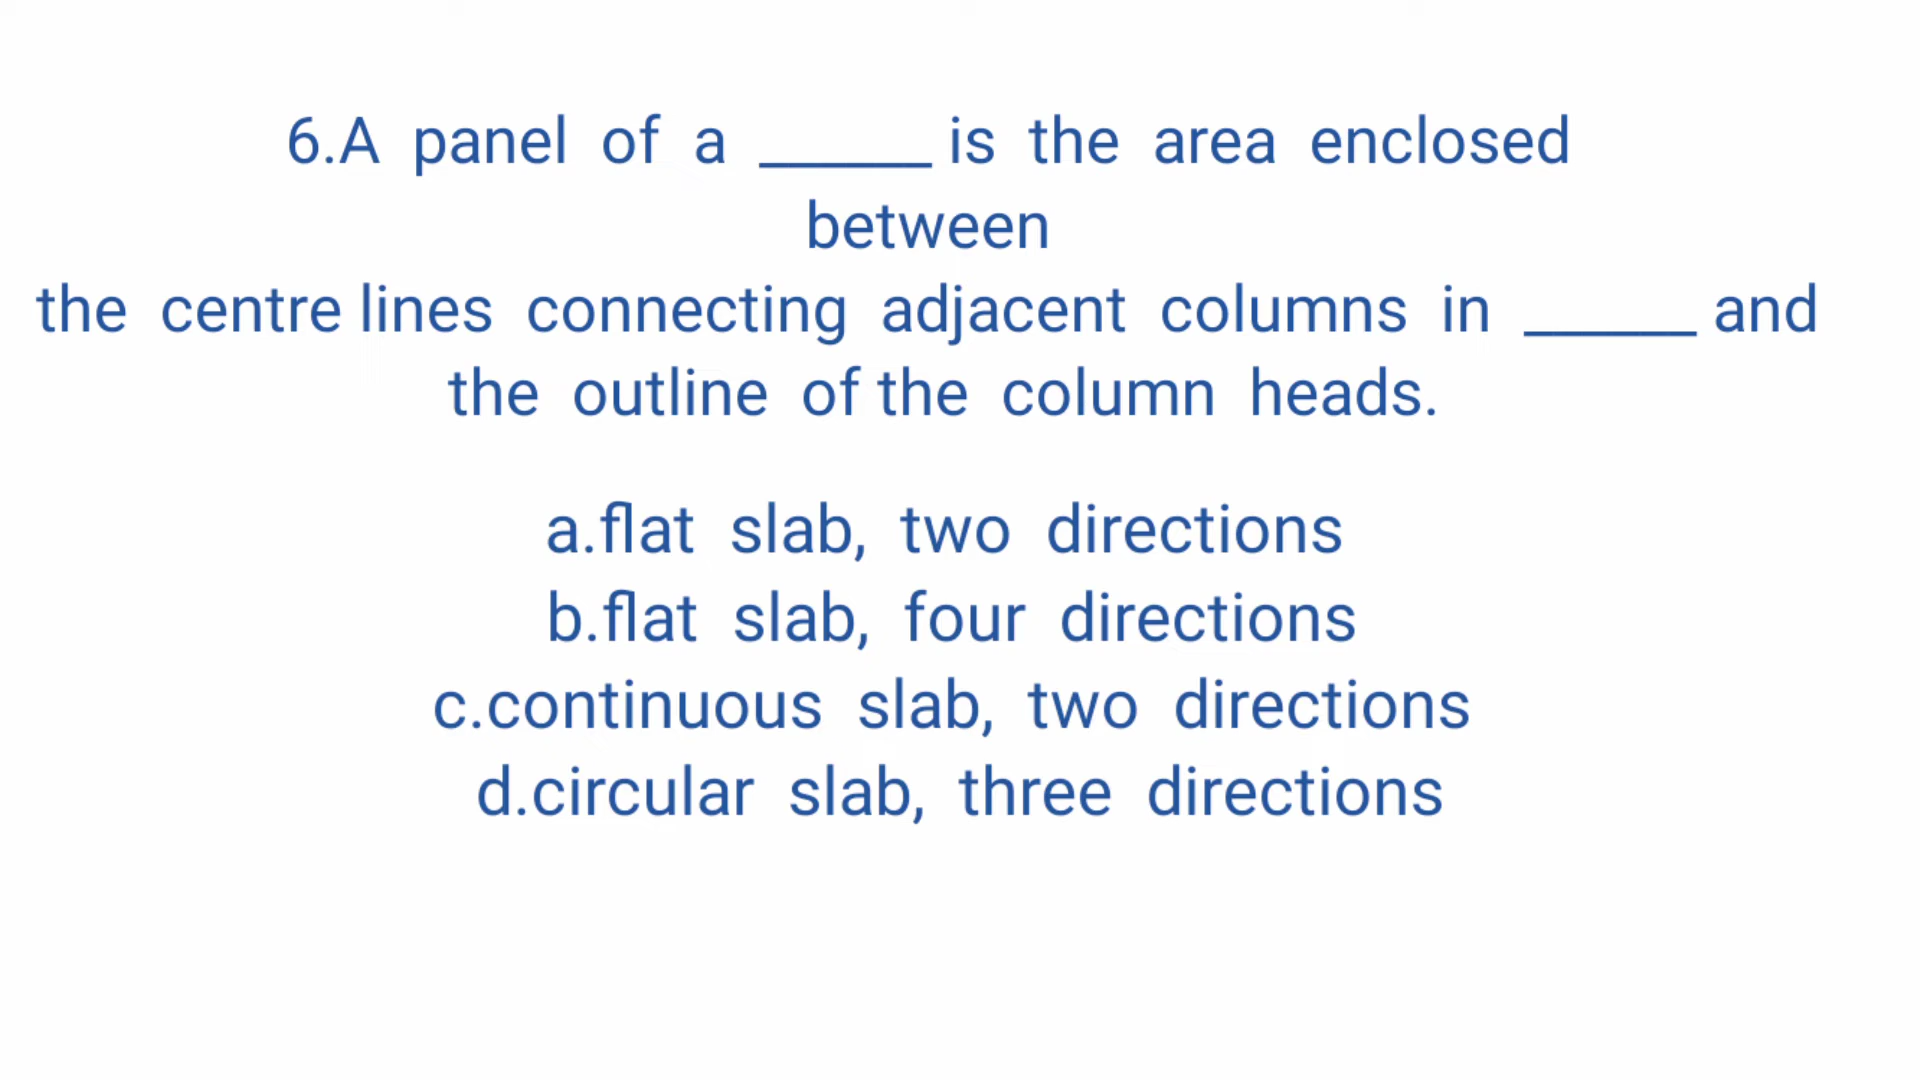 6.A panel of a _____ is the area enclosed
between
the centre lines connecting adjacent columns in _____ and
the outline of the column heads.
a.flat slab, two directions
b.flat slab, four directions
c.continuous slab, two directions
d.circular slab, three directions